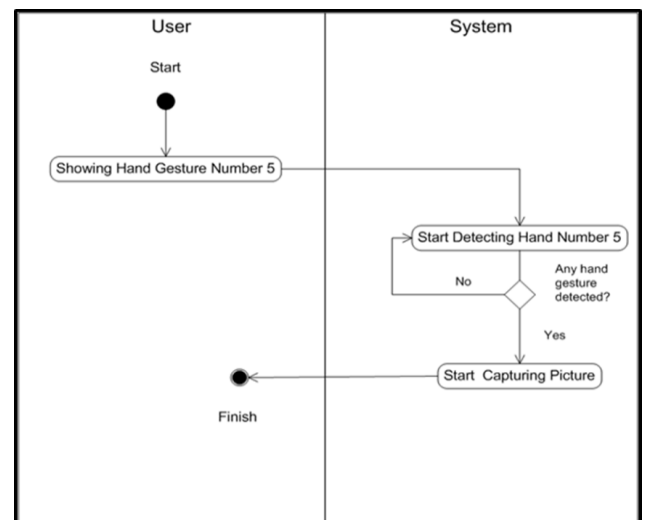 User
System
Start
Showing Hand Gesture Number 5
Start Detecting Hand Number 5
Any hand
gesture
detected?
No
Yes
Start Capturing Picture
Finish